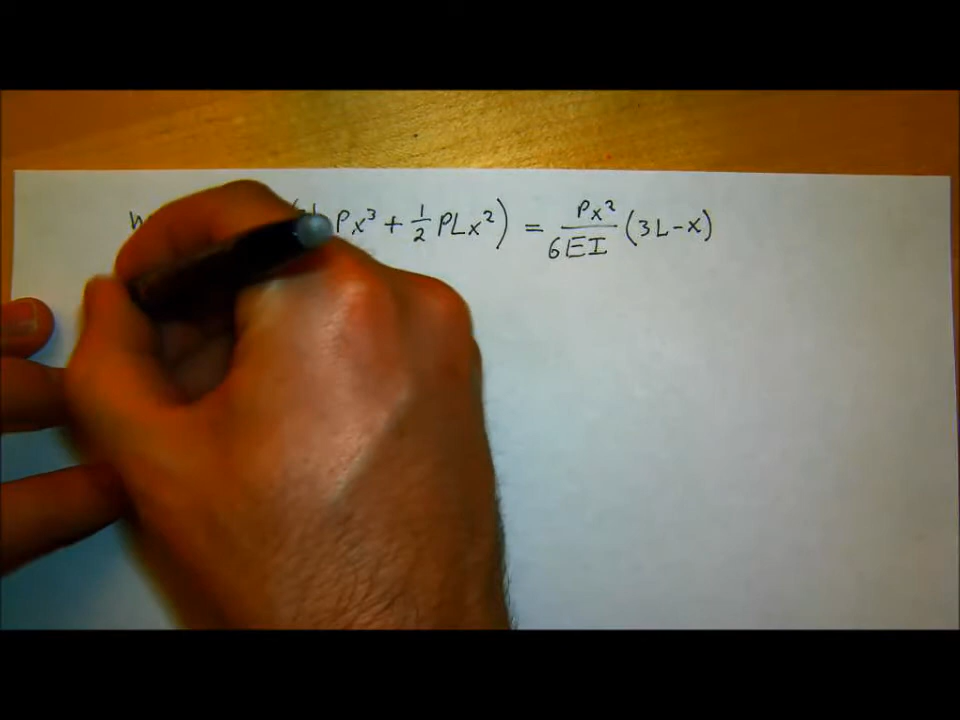 Px³ + 1/2 PLx²) = Px²/6EI (3L-x)